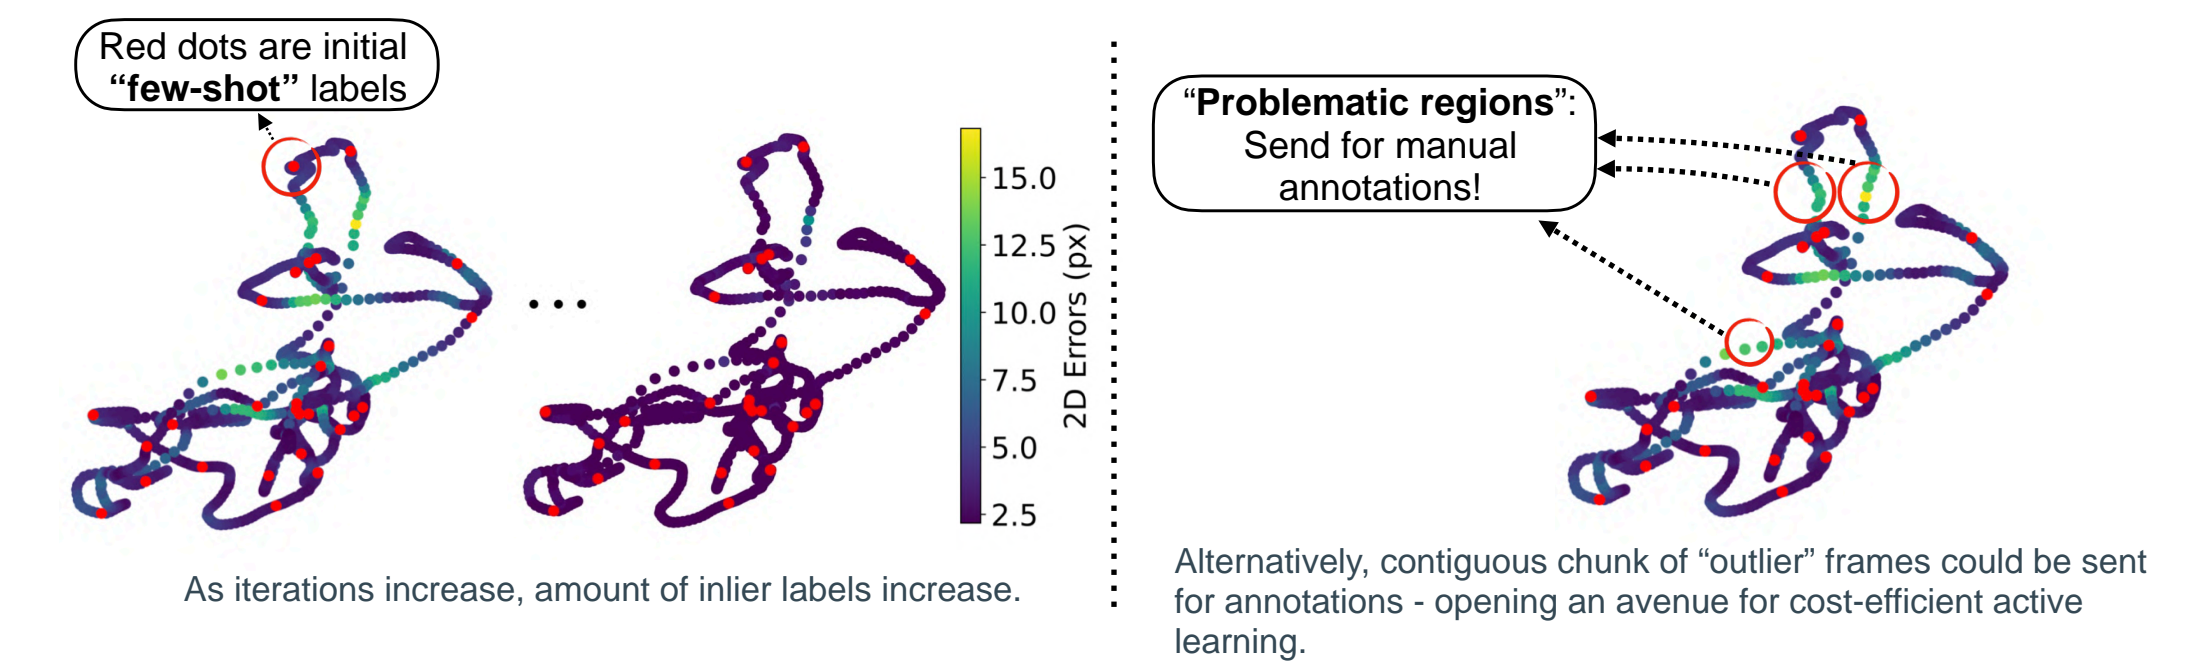 Red dots are initial
“few-shot” labels
15.0
12.5
10.0
7.5
5.0
2.5
2D Errors (px)
As iterations increase, amount of inlier labels increase.
“Problematic regions”:
Send for manual
annotations!
Alternatively, contiguous chunk of “outlier” frames could be sent
for annotations - opening an avenue for cost-efficient active
learning.